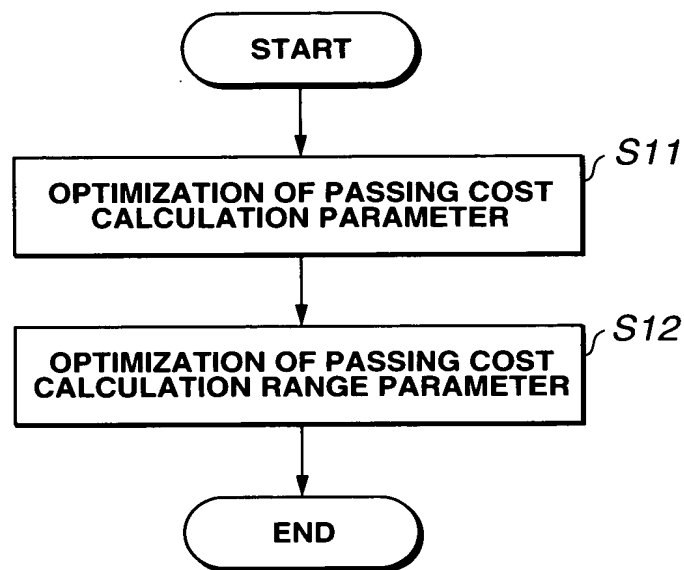 START
S11
OPTIMIZATION OF PASSING COST
CALCULATION PARAMETER
S12
OPTIMIZATION OF PASSING COST
CALCULATION RANGE PARAMETER
END